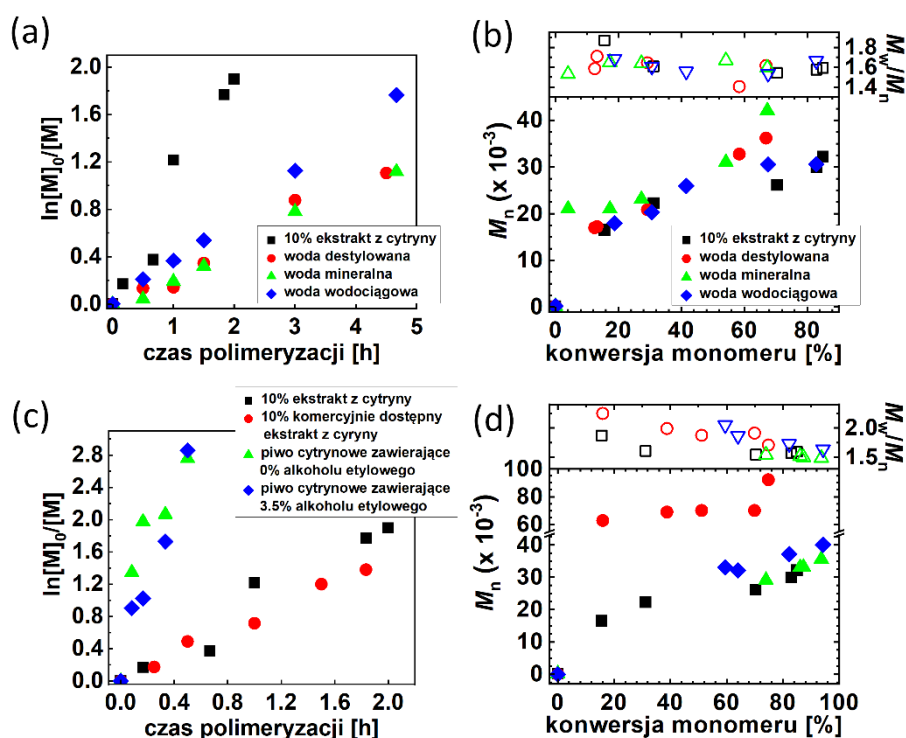 (a)
ln[M]₀/[M]
2.0
1.6
1.2
0.8
0.4
0.0
10% ekstrakt z cytryny
woda destylowana
woda mineralna
woda wodociągowa
0 1 2 3 4 5
czas polimeryzacji [h]
(b)
1.8
1.6
1.4
Mw/Mn
Mn (x 10⁻³)
40
30
20
10
0
10% ekstrakt z cytryny
woda destylowana
woda mineralna
woda wodociągowa
0 20 40 60 80
konwersja monomeru [%]
(c)
ln[M]₀/[M]
2.8
2.4
2.0
1.6
1.2
0.8
0.4
0.0
10% ekstrakt z cytryny
10% komercyjnie dostępny
ekstrakt z cyryny
piwo cytrynowe zawierające
0% alkoholu etylowego
piwo cytrynowe zawierające
3.5% alkoholu etylowego
0.0 0.4 0.8 1.2 1.6 2.0
czas polimeryzacji [h]
(d)
2.0
1.5
Mw/Mn
Mn (x 10⁻³)
100
80
60
40
30
20
10
0
0 20 40 60 80 100
konwersja monomeru [%]